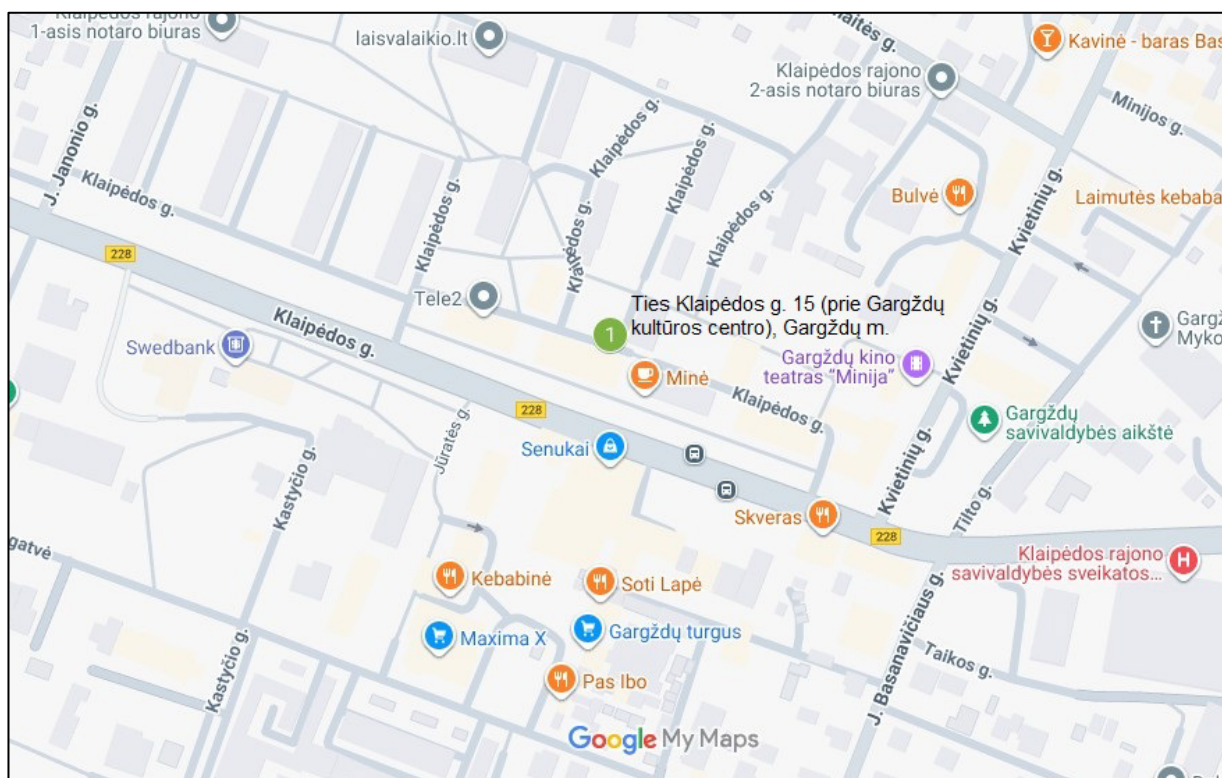 Klaipėdos rajono
1-asis notaro biuras
laisvalaikio.lt
Kavinė - baras Bas
Klaipėdos rajono
2-asis notaro biuras
Minijos g.
J. Janonio g.
Klaipėdos g.
Klaipėdos g.
Klaipėdos g.
Klaipėdos g.
Bulvė
Laimutės kebaba
Kvietinių g.
228
Klaipėdos g.
Klaipėdos g.
Tele2
1
Ties Klaipėdos g. 15 (prie Gargždų
kultūros centro), Gargždų m.
Klaipėdos g.
Swedbank
Gargž
Myko
Gargždų kino
teatras “Minija”
Minė
Kvietinių g.
Klaipėdos g.
228
Jūratės g.
Gargždų
savivaldybės aikštė
Senukai
Kvietinių g.
Kastyčio g.
Skveras
Tilto g.
228
gatvė
Klaipėdos rajono
savivaldybės sveikatos...
Kebabinė
Soti Lapė
Maxima X
Gargždų turgus
J. Basanavičiaus g.
Taikos g.
Kastyčio g.
Pas Ibo
Google My Maps